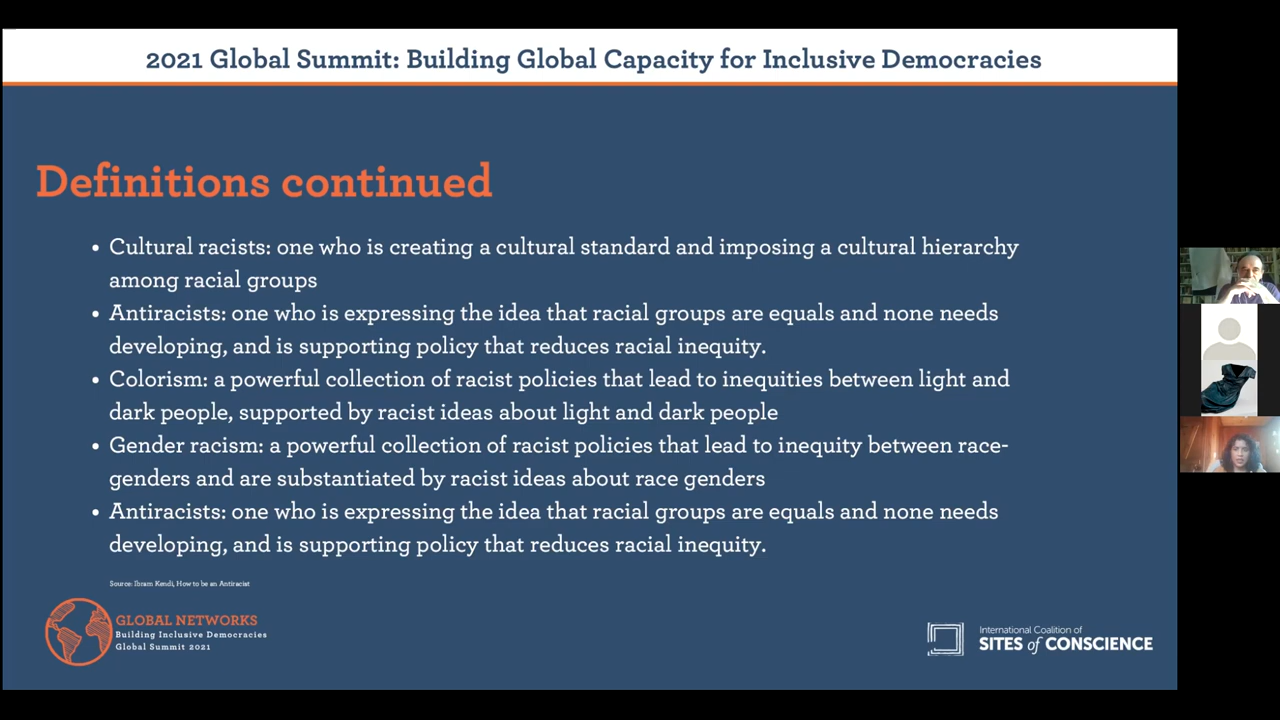 2021 Global Summit: Building Global Capacity for Inclusive Democracies
Definitions continued
• Cultural racists: one who is creating a cultural standard and imposing a cultural hierarchy
among racial groups
• Antiracists: one who is expressing the idea that racial groups are equals and none needs
developing, and is supporting policy that reduces racial inequity.
• Colorism: a powerful collection of racist policies that lead to inequities between light and
dark people, supported by racist ideas about light and dark people
• Gender racism: a powerful collection of racist policies that lead to inequity between race-
genders and are substantiated by racist ideas about race genders
• Antiracists: one who is expressing the idea that racial groups are equals and none needs
developing, and is supporting policy that reduces racial inequity.
Source: Ibram Kendi, How to be an Antiracist
GLOBAL NETWORKS
Building Inclusive Democracies
Global Summit 2021
International Coalition of
SITES of CONSCIENCE